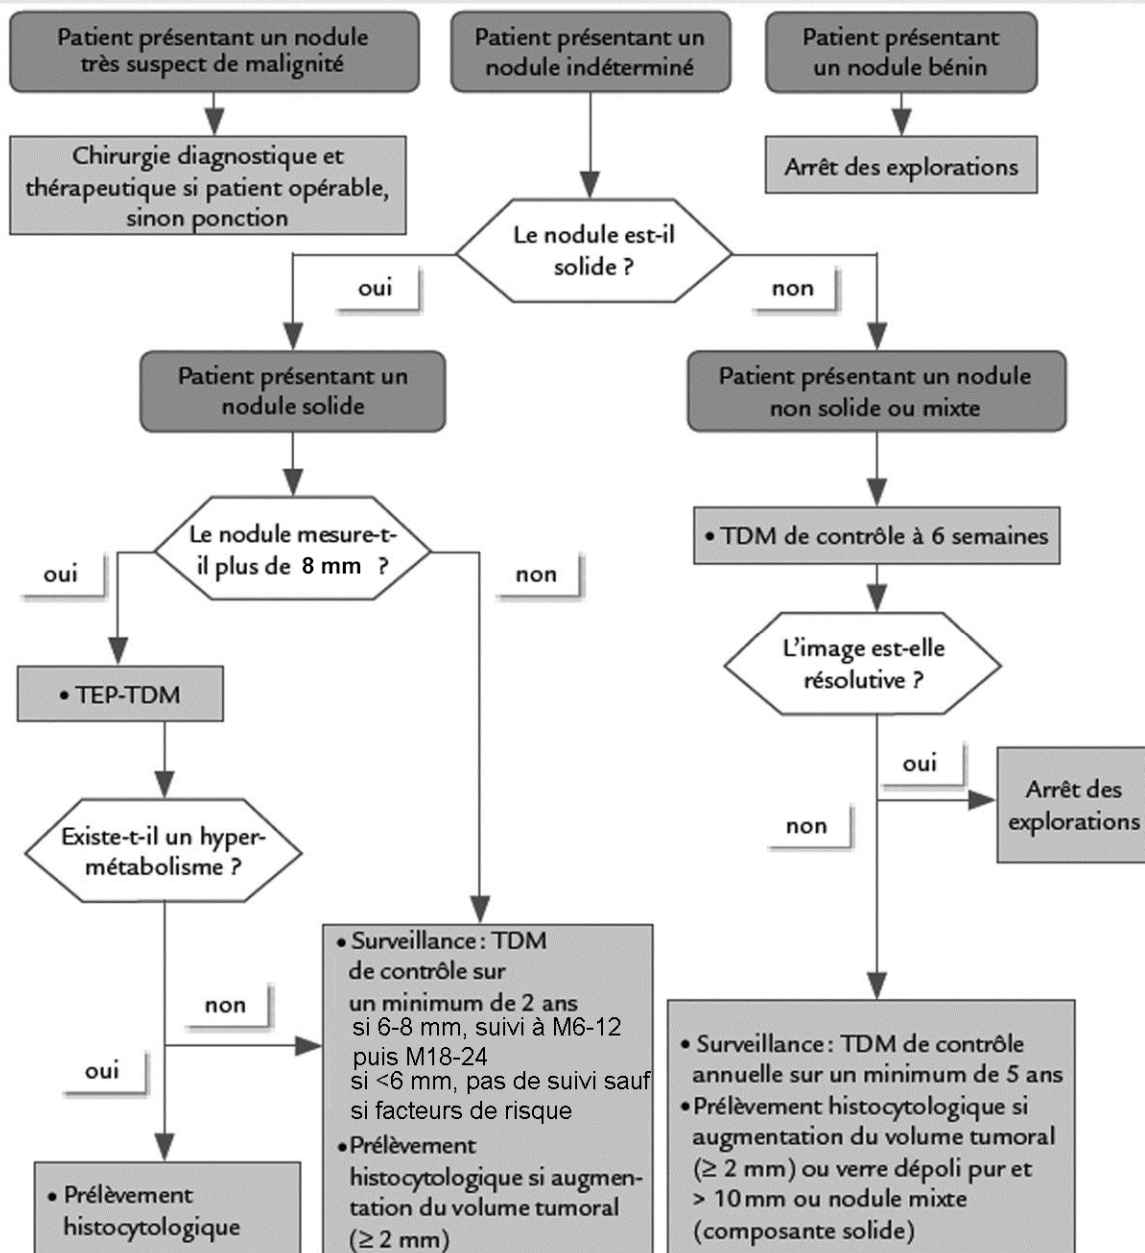 Patient présentant un nodule
très suspect de malignité
Patient présentant un
nodule indéterminé
Patient présentant
un nodule bénin
Chirurgie diagnostique et
thérapeutique si patient opérable,
sinon ponction
Arrêt des explorations
Le nodule est-il
solide ?
oui
non
Patient présentant un
nodule solide
Patient présentant un nodule
non solide ou mixte
Le nodule mesure-t-
il plus de 8 mm ?
oui
non
• TDM de contrôle à 6 semaines
L'image est-elle
résolutive ?
• TEP-TDM
oui
Arrêt des
explorations
non
Existe-t-il un hyper-
métabolisme ?
non
oui
• Surveillance : TDM
de contrôle sur
un minimum de 2 ans
si 6-8 mm, suivi à M6-12
puis M18-24
si <6 mm, pas de suivi sauf
si facteurs de risque
• Prélèvement
histocytologique si augmen-
tation du volume tumoral
(≥ 2 mm)
• Surveillance : TDM de contrôle
annuelle sur un minimum de 5 ans
• Prélèvement histocytologique si
augmentation du volume tumoral
(≥ 2 mm) ou verre dépoli pur et
> 10 mm ou nodule mixte
(composante solide)
• Prélèvement
histocytologique